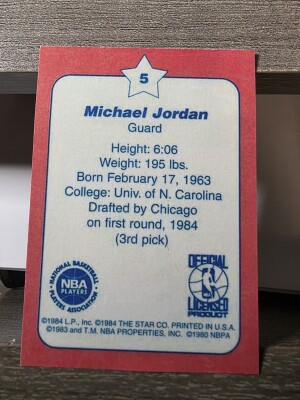 5
Michael Jordan
Guard
Height: 6:06
Weight: 195 lbs.
Born February 17, 1963
College: Univ. of N. Carolina
Drafted by Chicago
on first round, 1984
(3rd pick)
NATIONAL BASKETBALL
NBA
PLAYERS
PLAYERS ASSOCIATION
OFFICIAL
NBA
LICENSED
PRODUCT
©1984 L.P., Inc. ©1984 THE STAR CO. PRINTED IN U.S.A.
©1983 and T.M. NBA PROPERTIES, INC. ©1980 NBPA